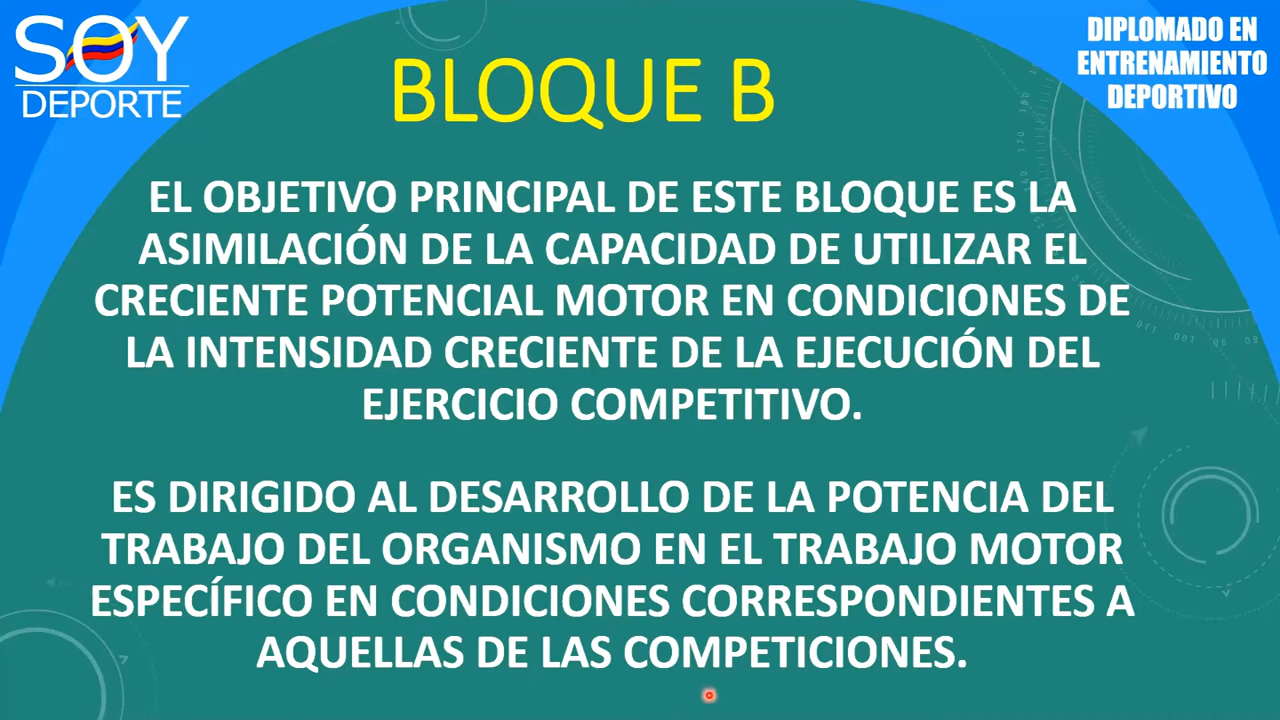 SOY
DEPORTE
DIPLOMADO EN
ENTRENAMIENTO
DEPORTIVO
BLOQUE B
EL OBJETIVO PRINCIPAL DE ESTE BLOQUE ES LA
ASIMILACIÓN DE LA CAPACIDAD DE UTILIZAR EL
CRECIENTE POTENCIAL MOTOR EN CONDICIONES DE
LA INTENSIDAD CRECIENTE DE LA EJECUCIÓN DEL
EJERCICIO COMPETITIVO.
ES DIRIGIDO AL DESARROLLO DE LA POTENCIA DEL
TRABAJO DEL ORGANISMO EN EL TRABAJO MOTOR
ESPECÍFICO EN CONDICIONES CORRESPONDIENTES A
AQUELLAS DE LAS COMPETICIONES.